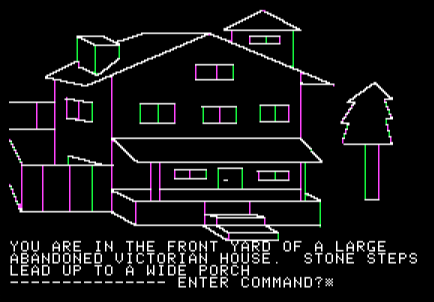 YOU ARE IN THE FRONT YARD OF A LARGE
ABANDONED VICTORIAN HOUSE.  STONE STEPS
LEAD UP TO A WIDE PORCH
--------------- ENTER COMMAND?※